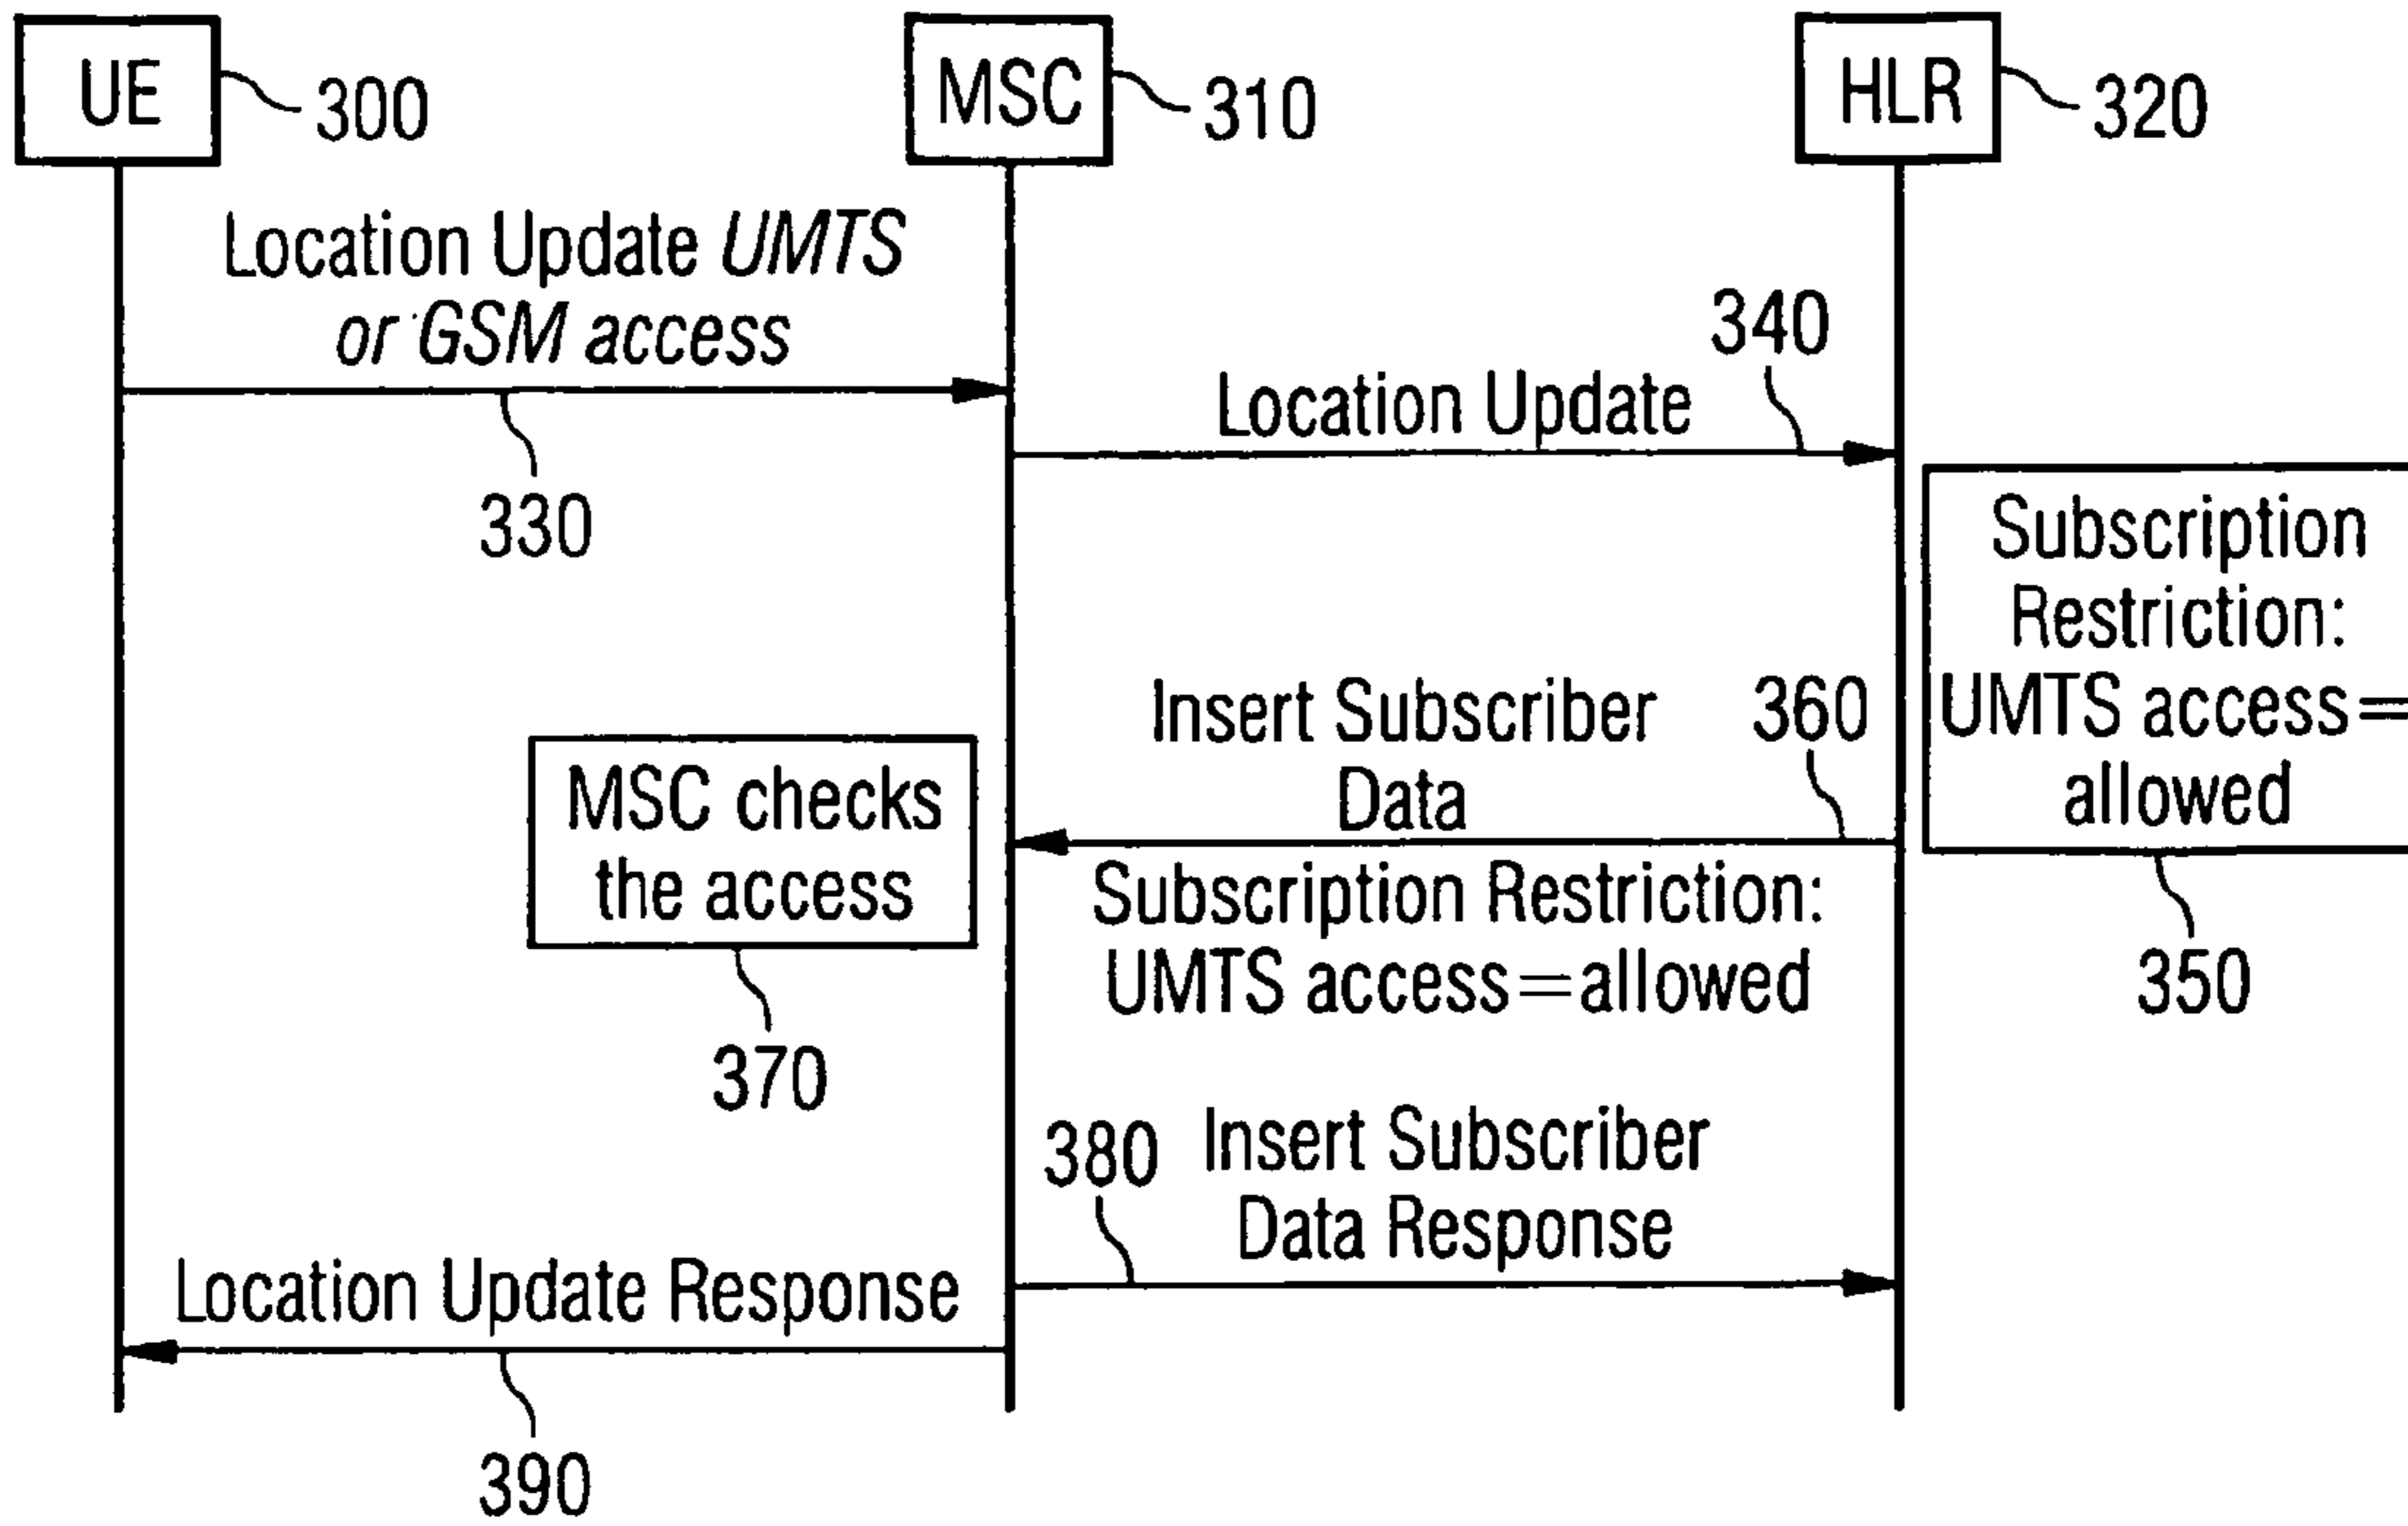 UE
300
MSC
310
HLR
320
Location Update UMTS
or GSM access
330
340
Location Update
Subscription
Restriction:
UMTS access=
allowed
350
Insert Subscriber
Data
360
Subscription Restriction:
UMTS access=allowed
MSC checks
the access
370
380
Insert Subscriber
Data Response
Location Update Response
390